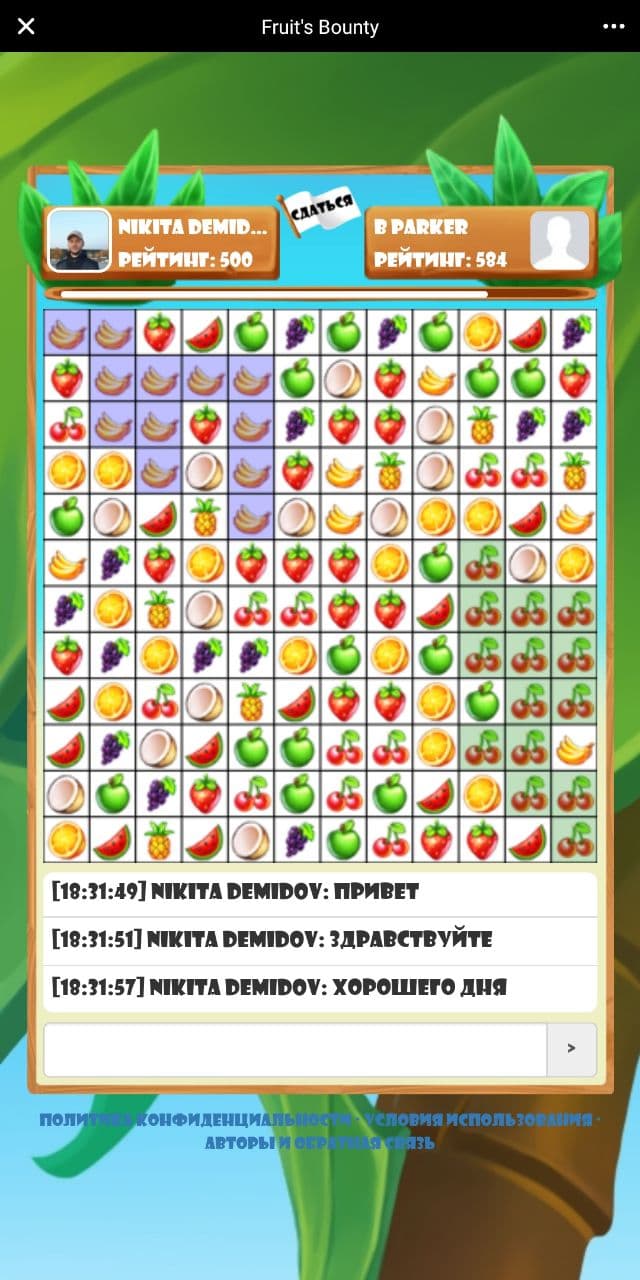 Fruit's Bounty
СДАТЬСЯ
NIKITA DEMID...
РЕЙТИНГ: 500
B PARKER
РЕЙТИНГ: 584
[18:31:49] NIKITA DEMIDOV: ПРИВЕТ
[18:31:51] NIKITA DEMIDOV: ЗДРАВСТВУЙТЕ
[18:31:57] NIKITA DEMIDOV: ХОРОШЕГО ДНЯ
>
ПОЛИТИКА КОНФИДЕНЦИАЛЬНОСТИ · УСЛОВИЯ ИСПОЛЬЗОВАНИЯ ·
АВТОРЫ И ОБРАТНАЯ СВЯЗЬ